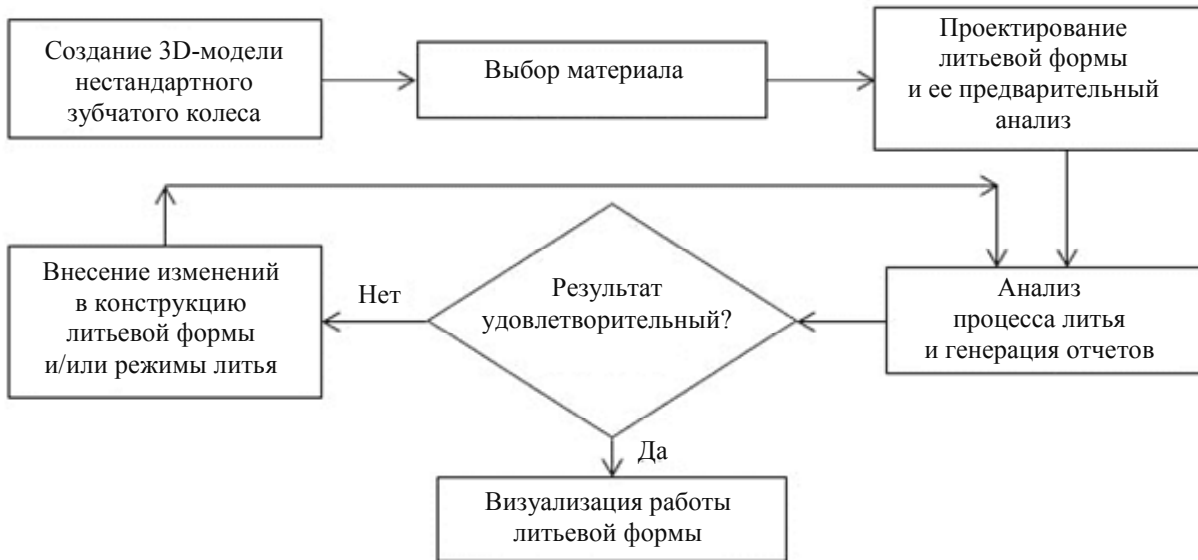 Создание 3D-модели
нестандартного
зубчатого колеса
Выбор материала
Проектирование
литьевой формы
и ее предварительный
анализ
Внесение изменений
в конструкцию
литьевой формы
и/или режимы литья
Нет
Результат
удовлетворительный?
Анализ
процесса литья
и генерация отчетов
Да
Визуализация работы
литьевой формы